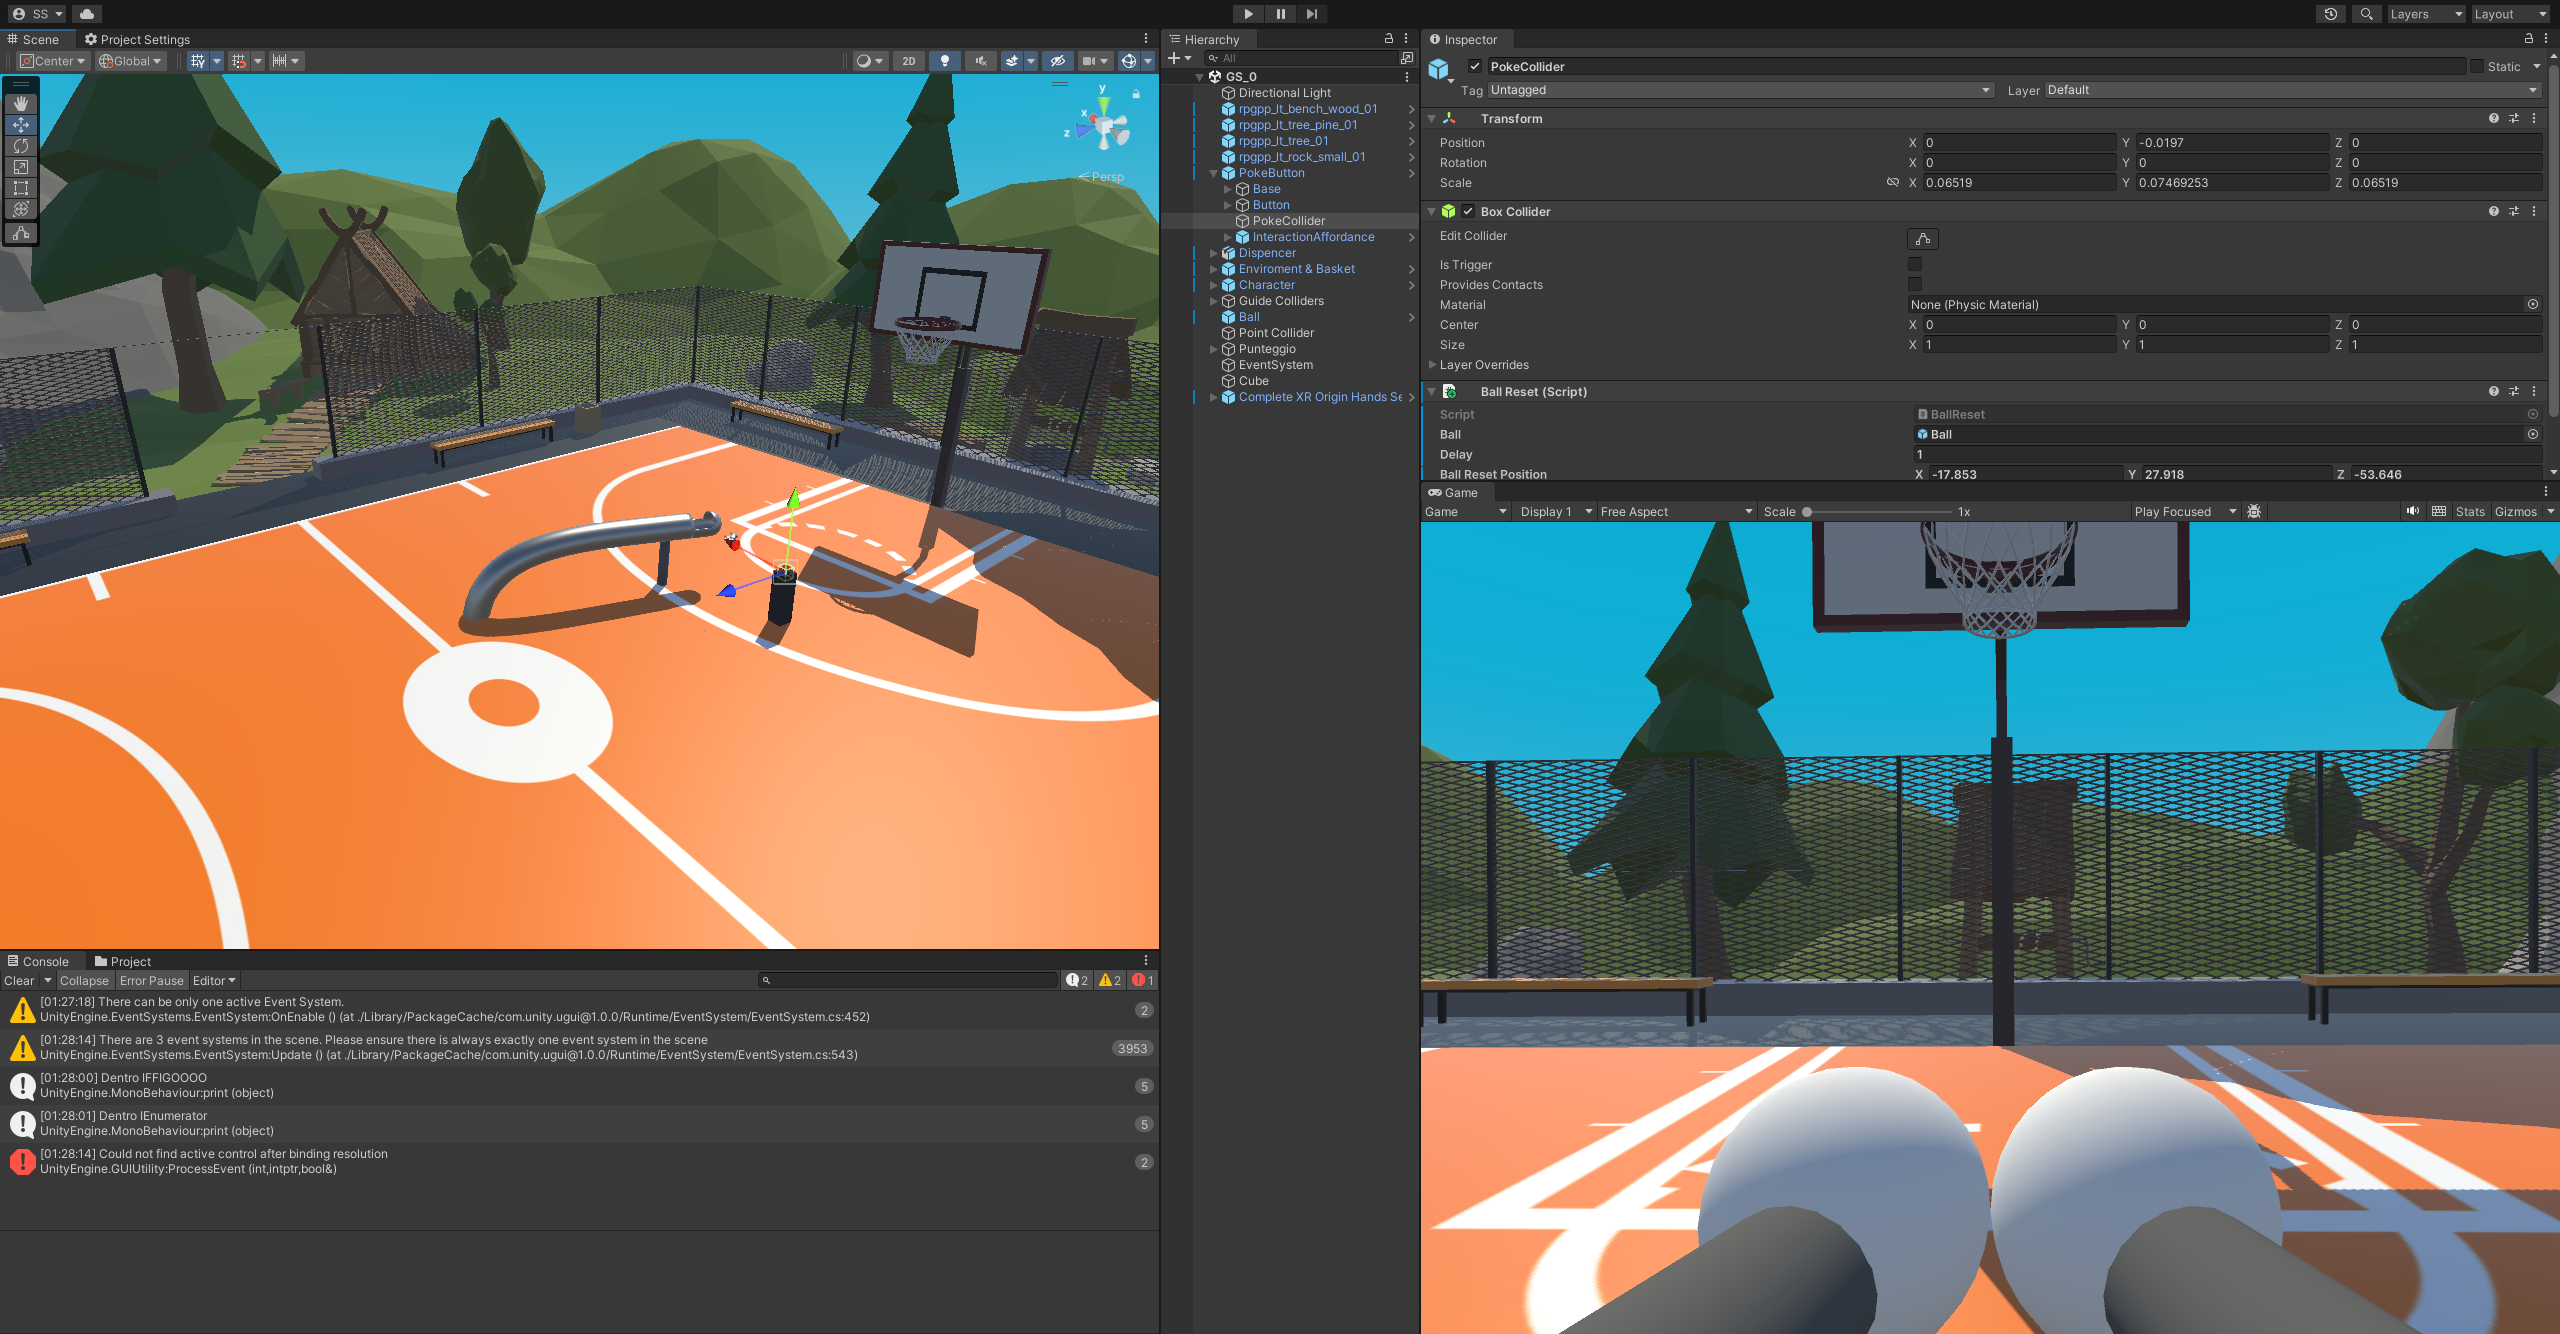 SS
Layers
Layout
Scene
Project Settings
Center
Global
2D
y
x
z
Persp
Hierarchy
All
GS_0
Directional Light
rpgpp_lt_bench_wood_01
rpgpp_lt_tree_pine_01
rpgpp_lt_tree_01
rpgpp_lt_rock_small_01
PokeButton
Base
Button
PokeCollider
InteractionAffordance
Dispencer
Enviroment & Basket
Character
Guide Colliders
Ball
Point Collider
Punteggio
EventSystem
Cube
Complete XR Origin Hands Se
Inspector
PokeCollider
Static
Tag Untagged Layer Default
Transform
Position X 0 Y -0.0197 Z 0
Rotation X 0 Y 0 Z 0
Scale X 0.06519 Y 0.07469253 Z 0.06519
Box Collider
Edit Collider
Is Trigger
Provides Contacts
Material None (Physic Material)
Center X 0 Y 0 Z 0
Size X 1 Y 1 Z 1
Layer Overrides
Ball Reset (Script)
Script BallReset
Ball Ball
Delay 1
Ball Reset Position X -17.853 Y 27.918 Z -53.646
Game
Game Display 1 Free Aspect Scale 1x Play Focused Stats Gizmos
Console Project
Clear Collapse Error Pause Editor 2 2 1
[01:27:18] There can be only one active Event System.
UnityEngine.EventSystems.EventSystem:OnEnable () (at ./Library/PackageCache/com.unity.ugui@1.0.0/Runtime/EventSystem/EventSystem.cs:452)
2
[01:28:14] There are 3 event systems in the scene. Please ensure there is always exactly one event system in the scene
UnityEngine.EventSystems.EventSystem:Update () (at ./Library/PackageCache/com.unity.ugui@1.0.0/Runtime/EventSystem/EventSystem.cs:543)
3953
[01:28:00] Dentro IFFIGOOOO
UnityEngine.MonoBehaviour:print (object)
5
[01:28:01] Dentro IEnumerator
UnityEngine.MonoBehaviour:print (object)
5
[01:28:14] Could not find active control after binding resolution
UnityEngine.GUIUtility:ProcessEvent (int,intptr,bool&)
2